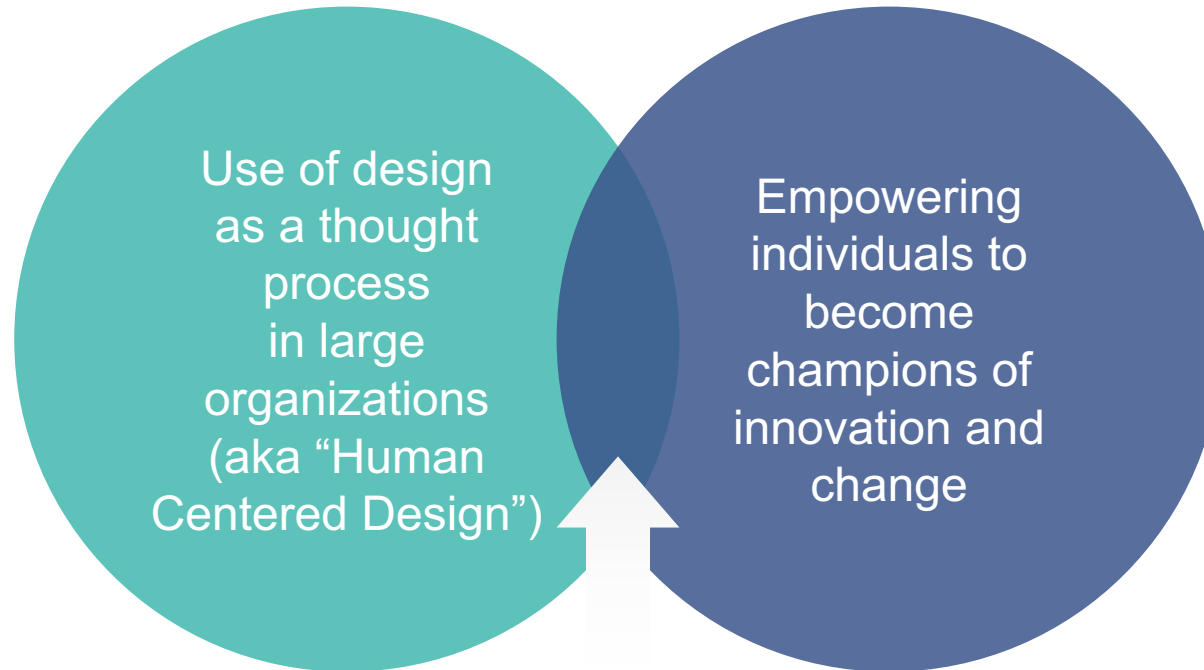 Use of design
as a thought
process
in large
organizations
(aka “Human
Centered Design”)
Empowering
individuals to
become
champions of
innovation and
change